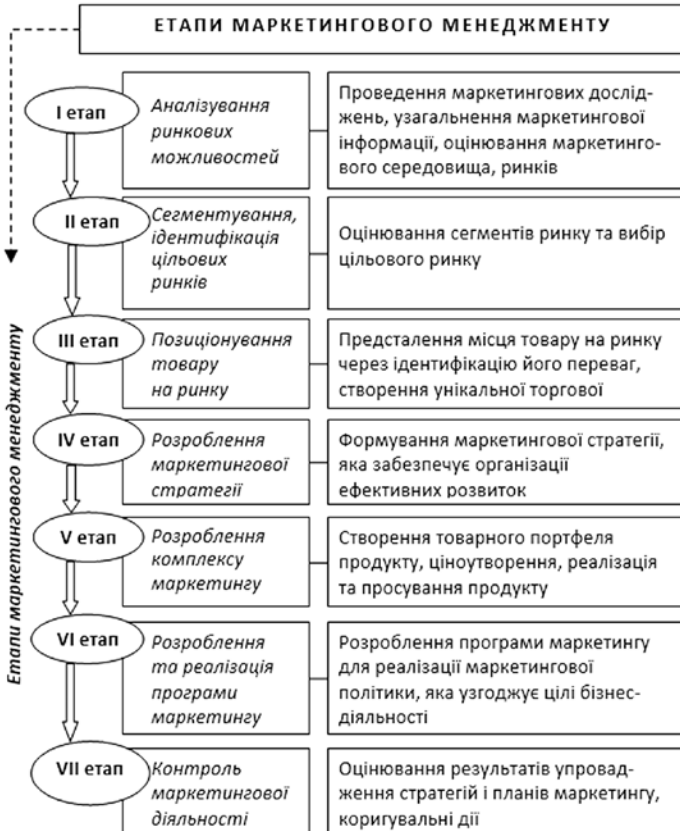 ЕТАПИ МАРКЕТИНГОВОГО МЕНЕДЖМЕНТУ
Етапи маркетингового менеджменту
І етап
Аналізування
ринкових
можливостей
Проведення маркетингових дослід-
жень, узагальнення маркетингової
інформації, оцінювання маркетинго-
вого середовища, ринків
ІІ етап
Сегментування,
ідентифікація
цільових
ринків
Оцінювання сегментів ринку та вибір
цільового ринку
ІІІ етап
Позиціонування
товару
на ринку
Предсталення місця товару на ринку
через ідентифікацію його переваг,
створення унікальної торгової
IV етап
Розроблення
маркетингової
стратегії
Формування маркетингової стратегії,
яка забезпечує організації
ефективних розвиток
V етап
Розроблення
комплексу
маркетингу
Створення товарного портфеля
продукту, ціноутворення, реалізація
та просування продукту
VI етап
Розроблення
та реалізація
програми
маркетингу
Розроблення програми маркетингу
для реалізації маркетингової
політики, яка узгоджує цілі бізнес-
діяльності
VII етап
Контроль
маркетингової
діяльності
Оцінювання результатів упровад-
ження стратегій і планів маркетингу,
коригувальні дії